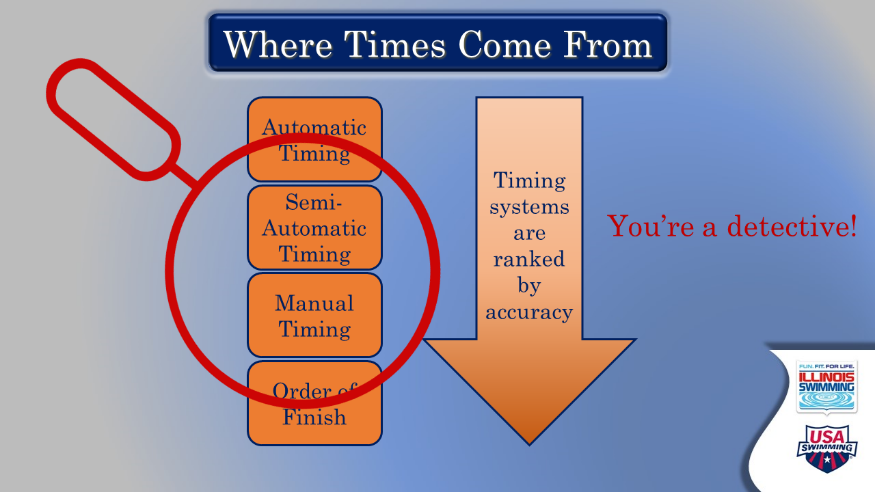 Where Times Come From
Automatic
Timing
Semi-
Automatic
Timing
Manual
Timing
Order of
Finish
Timing
systems
are
ranked
by
accuracy
You're a detective!
FUN. FIT. FOR LIFE.
ILLINOIS
SWIMMING
USA
SWIMMING